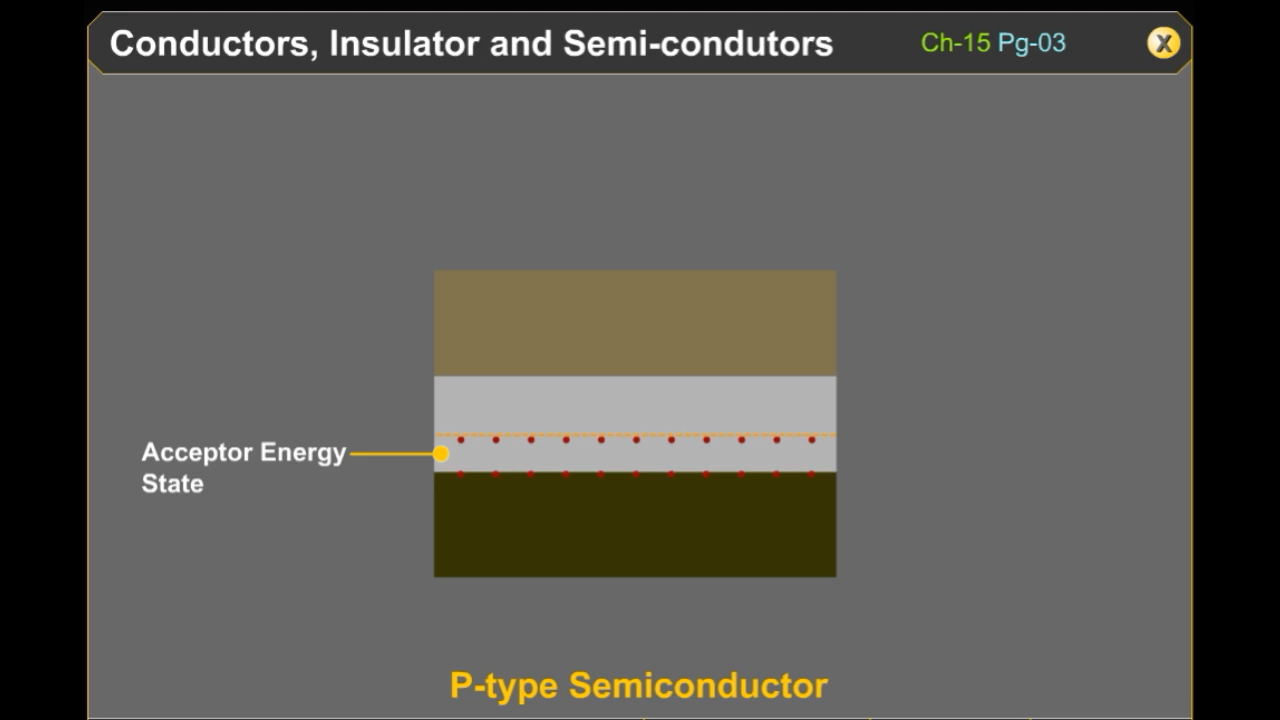 Conductors, Insulator and Semi-condutors
Ch-15 Pg-03
X
Acceptor Energy
State
P-type Semiconductor